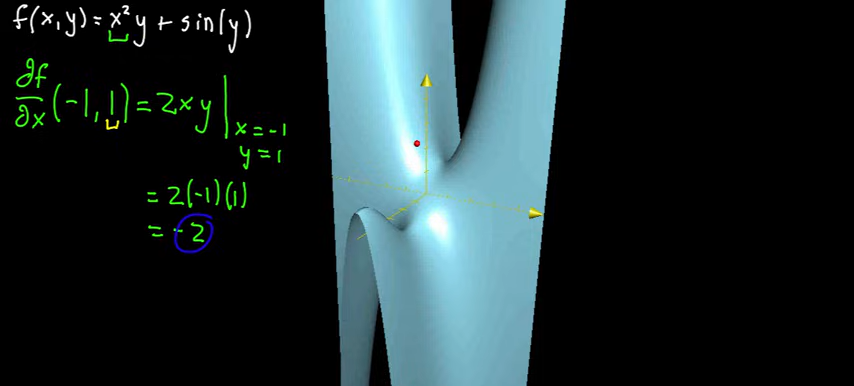 f(x,y) = x²y + sin(y)
∂f/∂x (-1, 1) = 2xy | x = -1
y = 1
= 2(-1)(1)
= -2